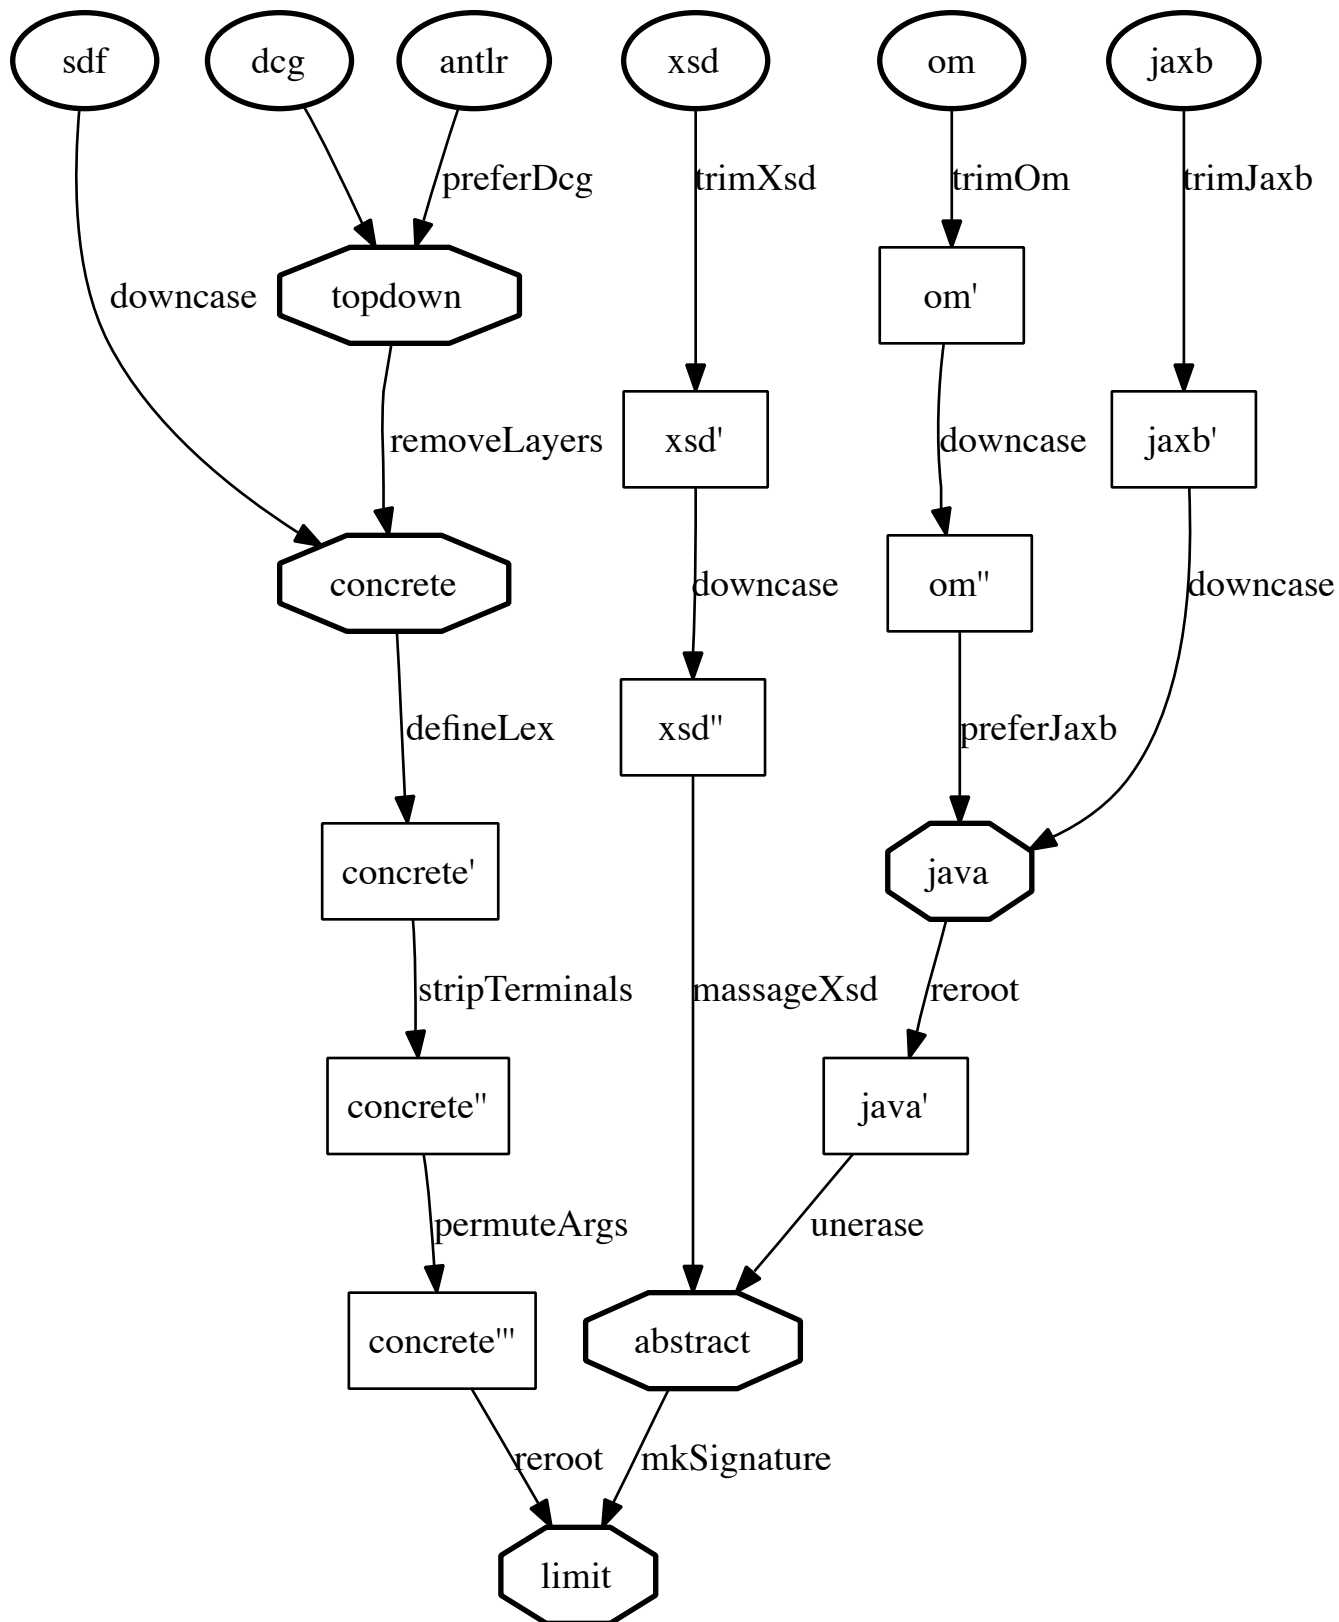 sdf
dcg
antlr
xsd
om
jaxb
preferDcg
trimXsd
trimOm
trimJaxb
downcase
topdown
om'
removeLayers
xsd'
downcase
jaxb'
concrete
downcase
om''
downcase
defineLex
xsd''
preferJaxb
concrete'
java
stripTerminals
massageXsd
reroot
concrete''
java'
permuteArgs
unerase
concrete'''
abstract
reroot
mkSignature
limit